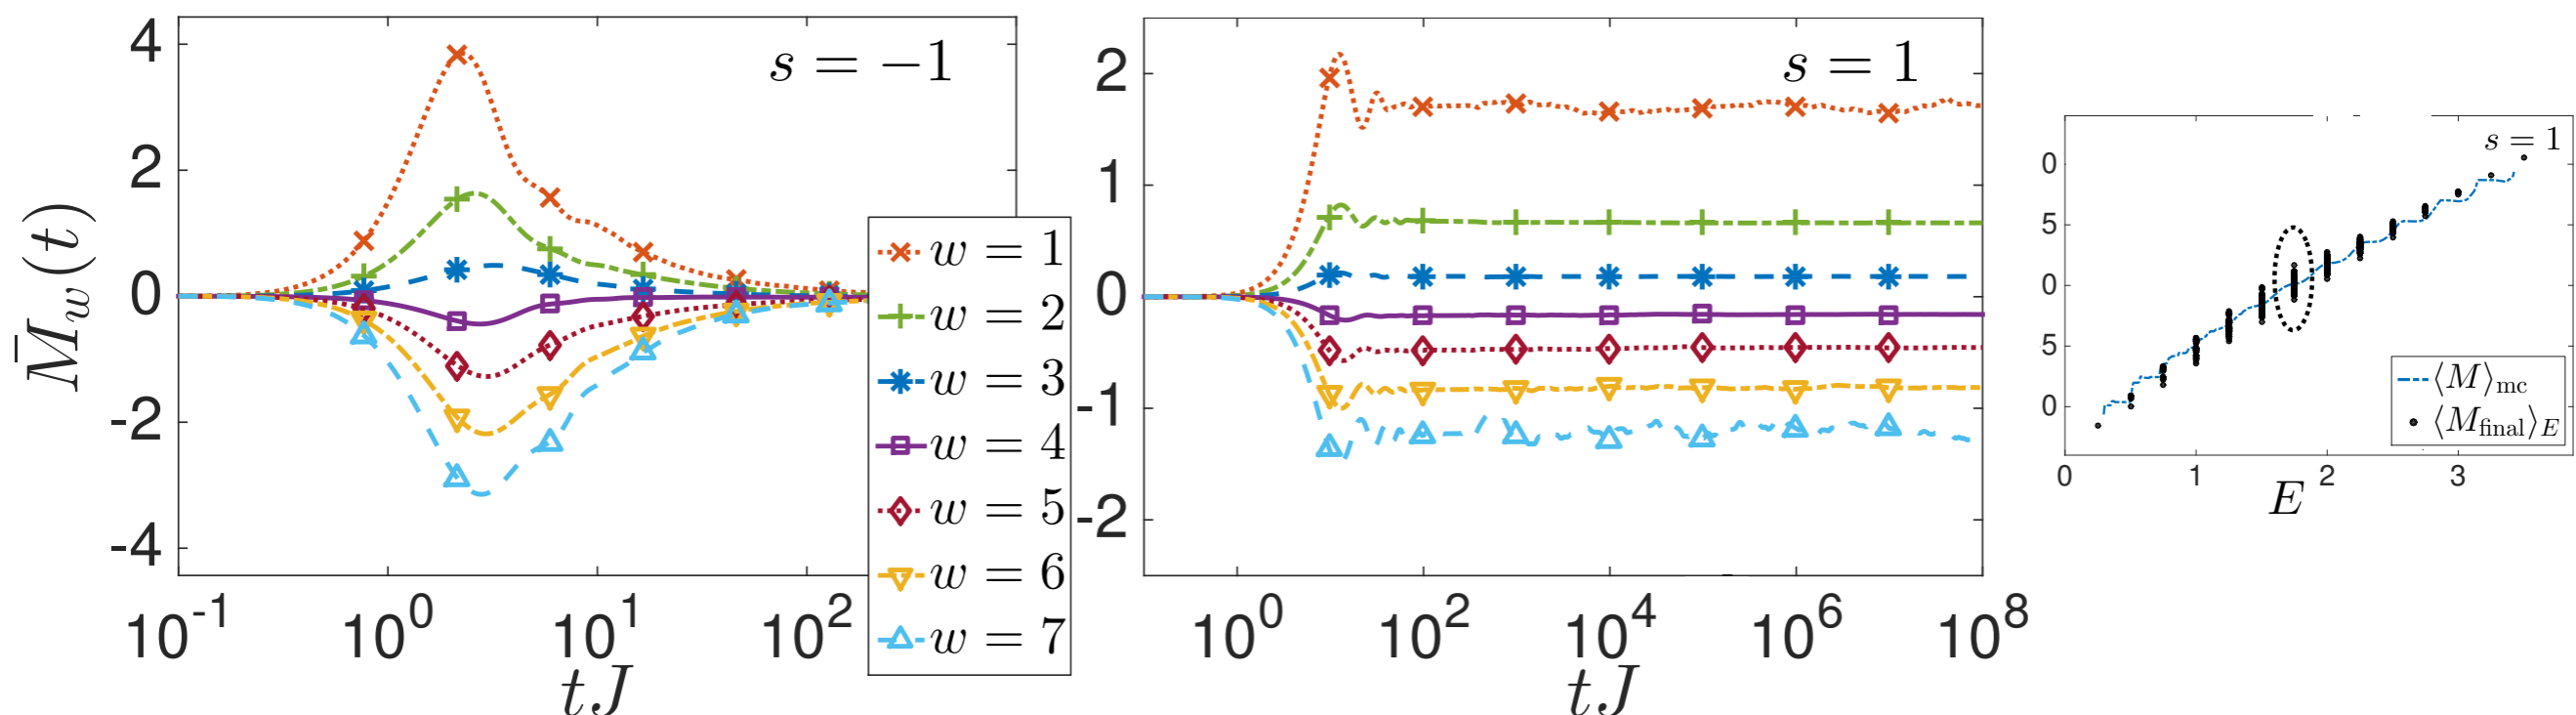 M̄_w(t)
s = −1
4
2
0
-2
-4
10^-1
10^0
10^1
10^2
tJ
w = 1
w = 2
w = 3
w = 4
w = 5
w = 6
w = 7
s = 1
2
1
0
-1
-2
10^0
10^2
10^4
10^6
10^8
tJ
s = 1
0
5
0
5
0
⟨M⟩_mc
⟨M_final⟩_E
0
1
2
3
E